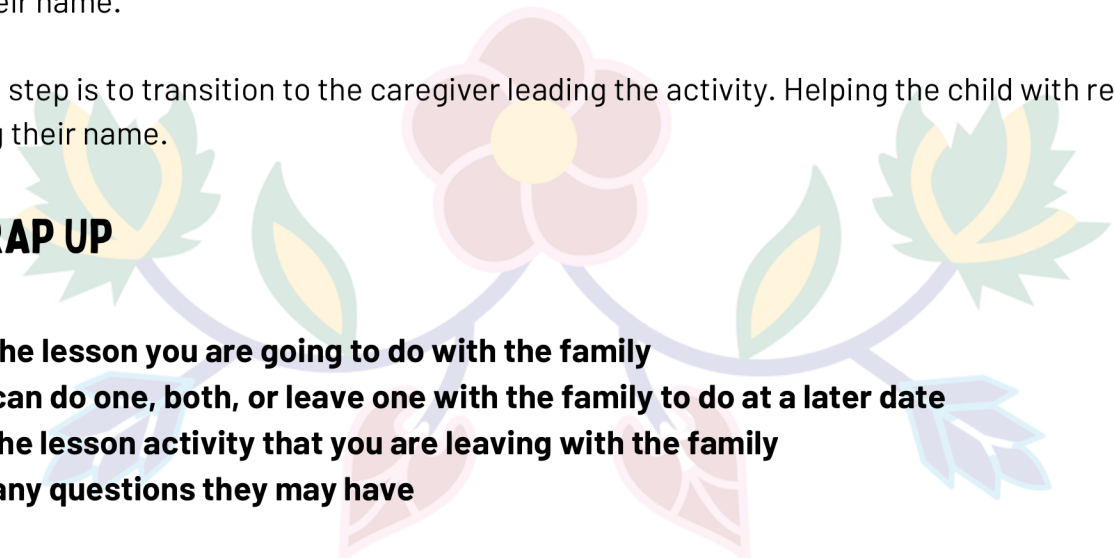 eir name.
step is to transition to the caregiver leading the activity. Helping the child with re
g their name.
RAP UP
he lesson you are going to do with the family
can do one, both, or leave one with the family to do at a later date
he lesson activity that you are leaving with the family
any questions they may have